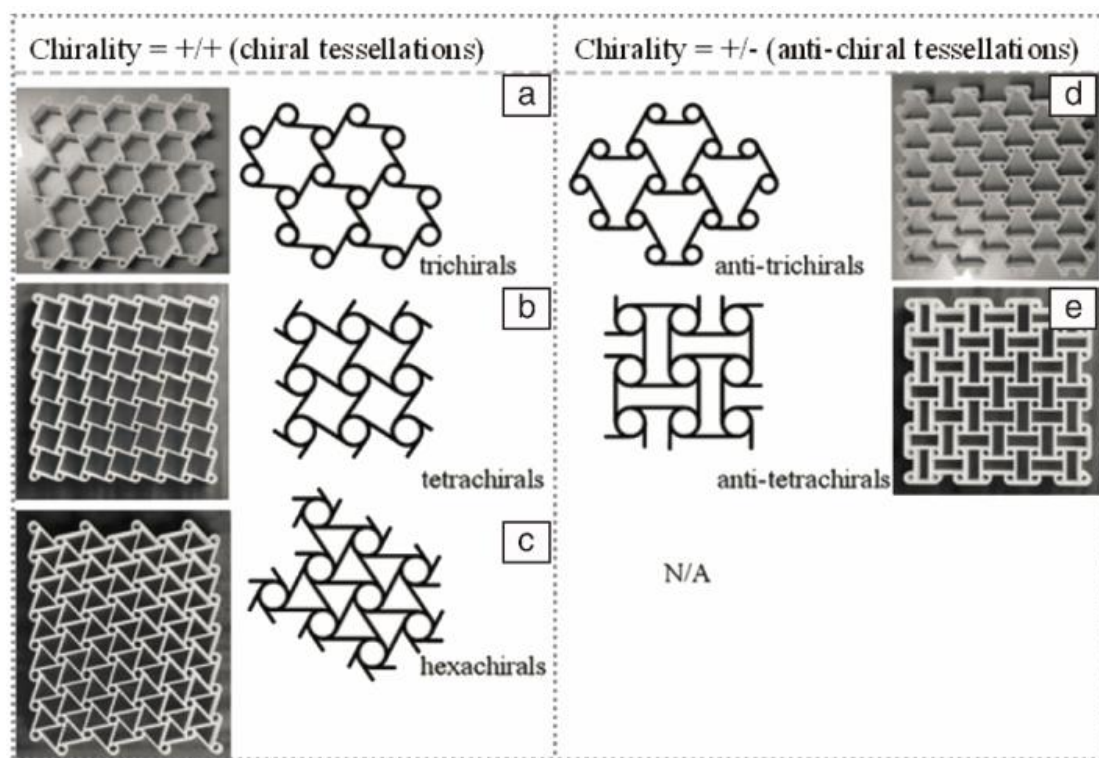 Chirality = +/+ (chiral tessellations)
Chirality = +/- (anti-chiral tessellations)
a
trichirals
d
anti-trichirals
b
tetrachirals
e
anti-tetrachirals
c
hexachirals
N/A